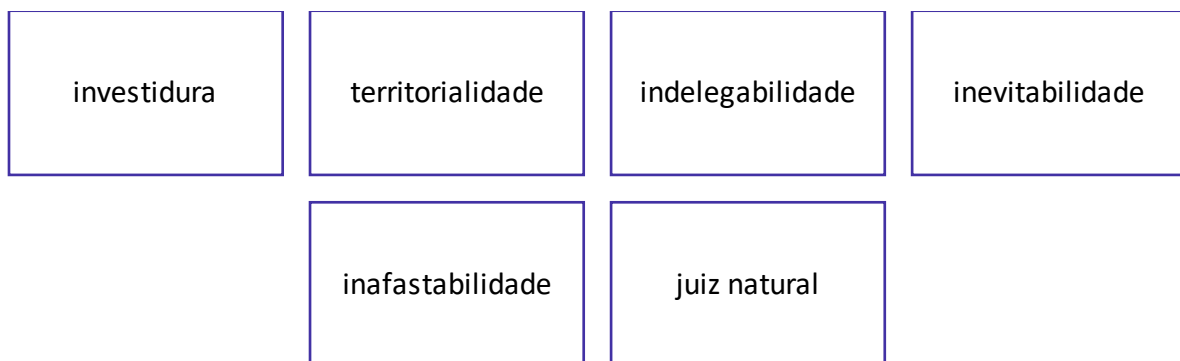 investidura
territorialidade
indelegabilidade
inevitabilidade
inafastabilidade
juiz natural